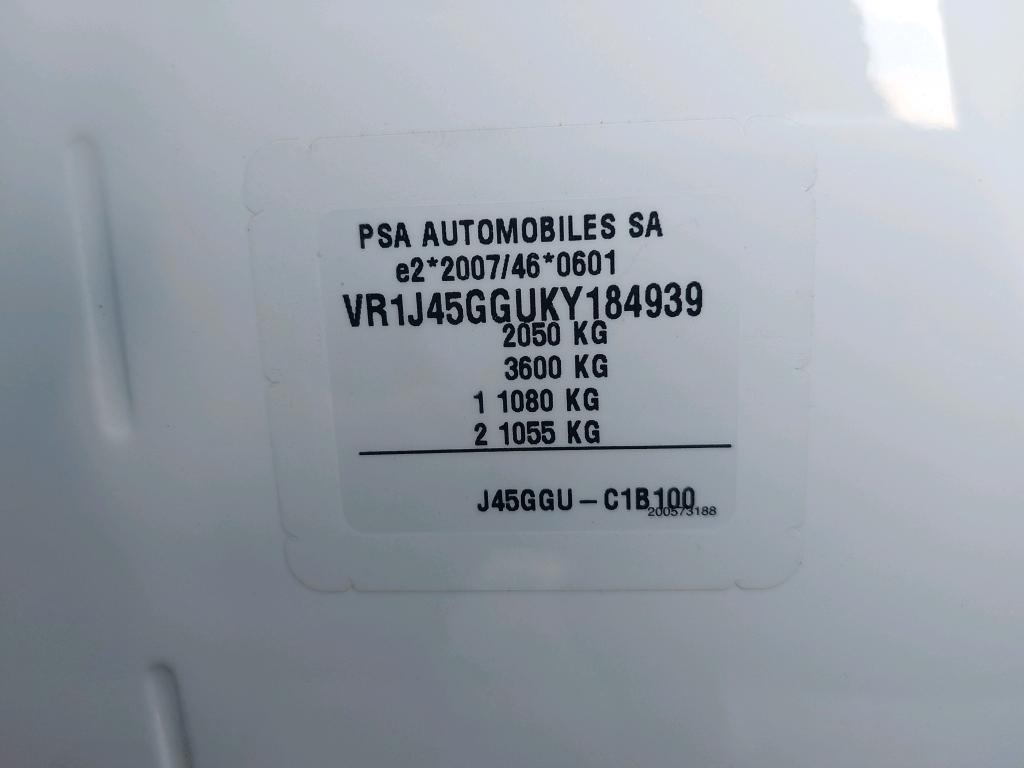 PSA AUTOMOBILES SA
e2*2007/46*0601
VR1J45GGUKY184939
2050 KG
3600 KG
1 1080 KG
2 1055 KG
J45GGU – C1B100
200573188